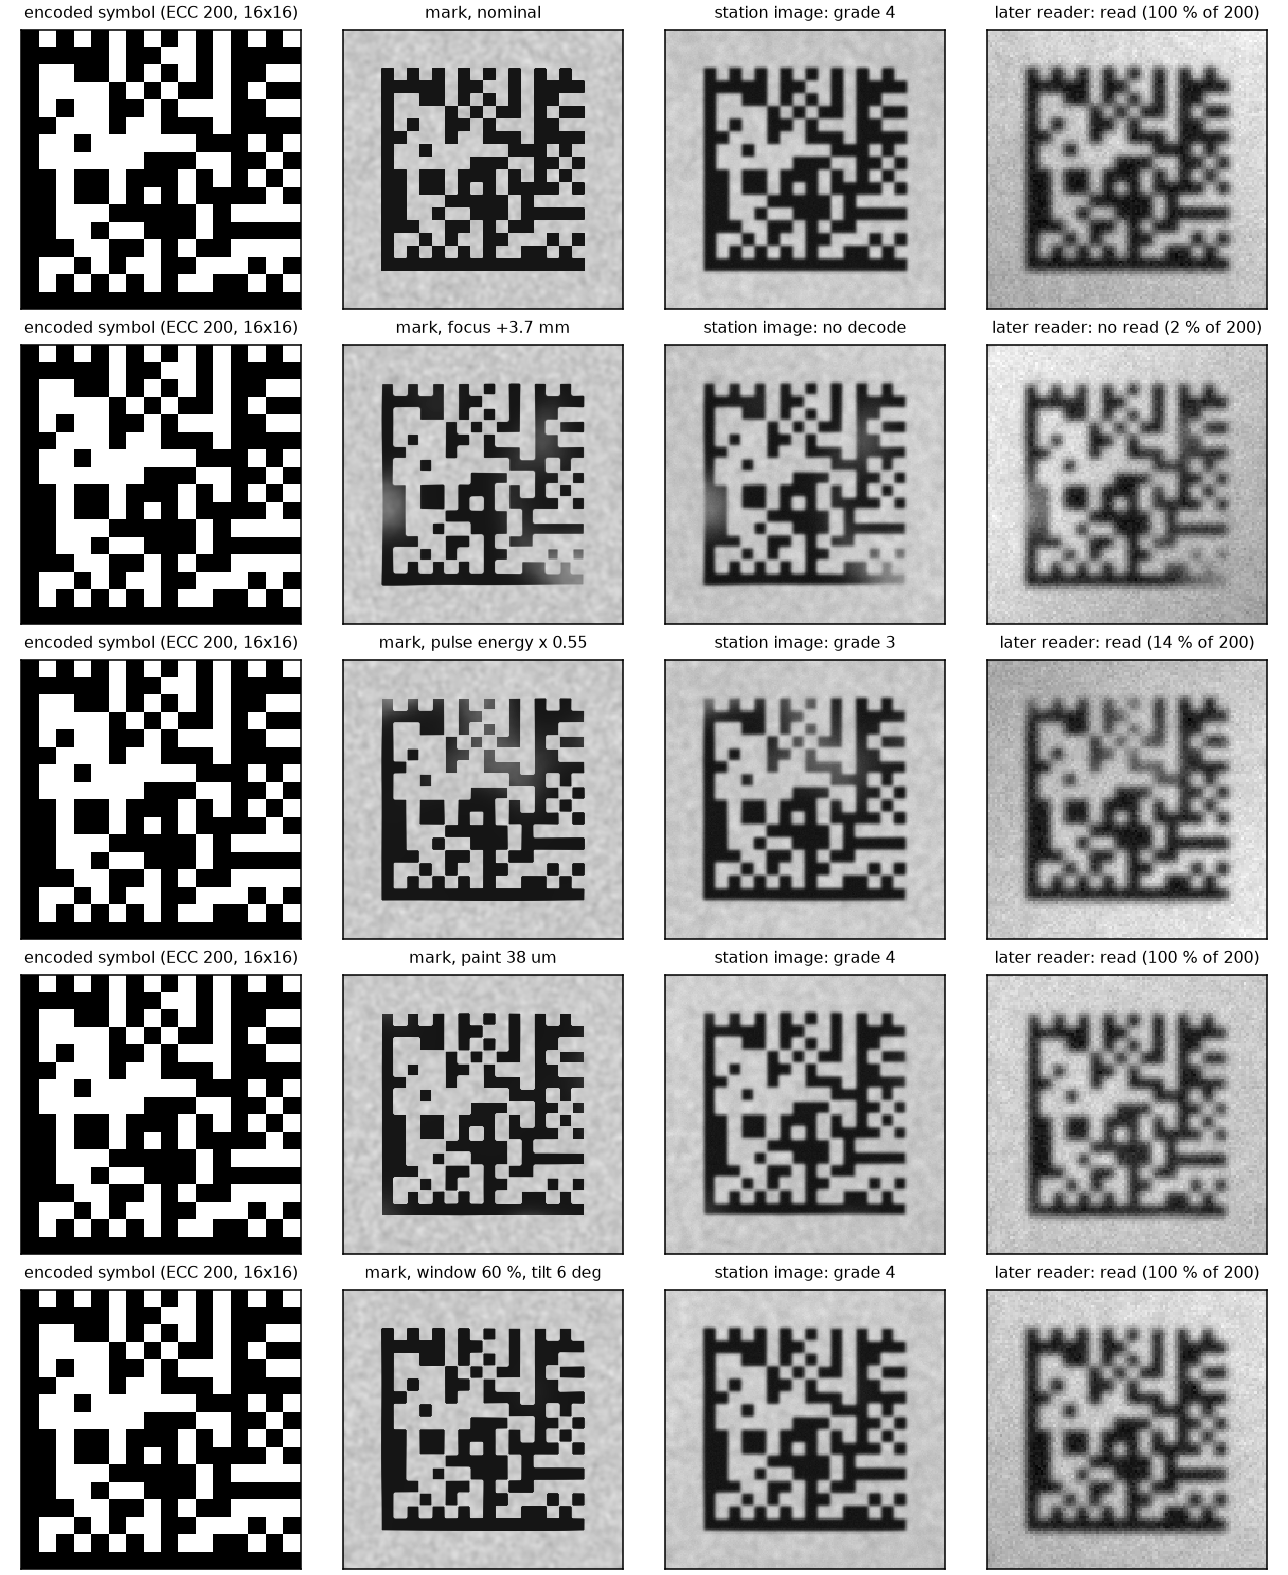 encoded symbol (ECC 200, 16x16) mark, nominal station image: grade 4 later reader: read (100 % of 200)
encoded symbol (ECC 200, 16x16) mark, focus +3.7 mm station image: no decode later reader: no read (2 % of 200)
encoded symbol (ECC 200, 16x16) mark, pulse energy x 0.55 station image: grade 3 later reader: read (14 % of 200)
encoded symbol (ECC 200, 16x16) mark, paint 38 um station image: grade 4 later reader: read (100 % of 200)
encoded symbol (ECC 200, 16x16) mark, window 60 %, tilt 6 deg station image: grade 4 later reader: read (100 % of 200)